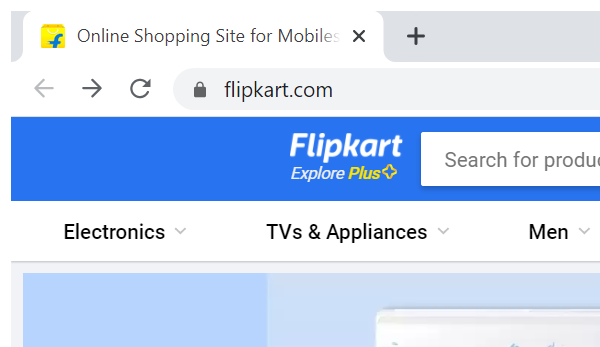 Online Shopping Site for Mobiles
flipkart.com
Flipkart
Explore Plus
Search for produc
Electronics
TVs & Appliances
Men